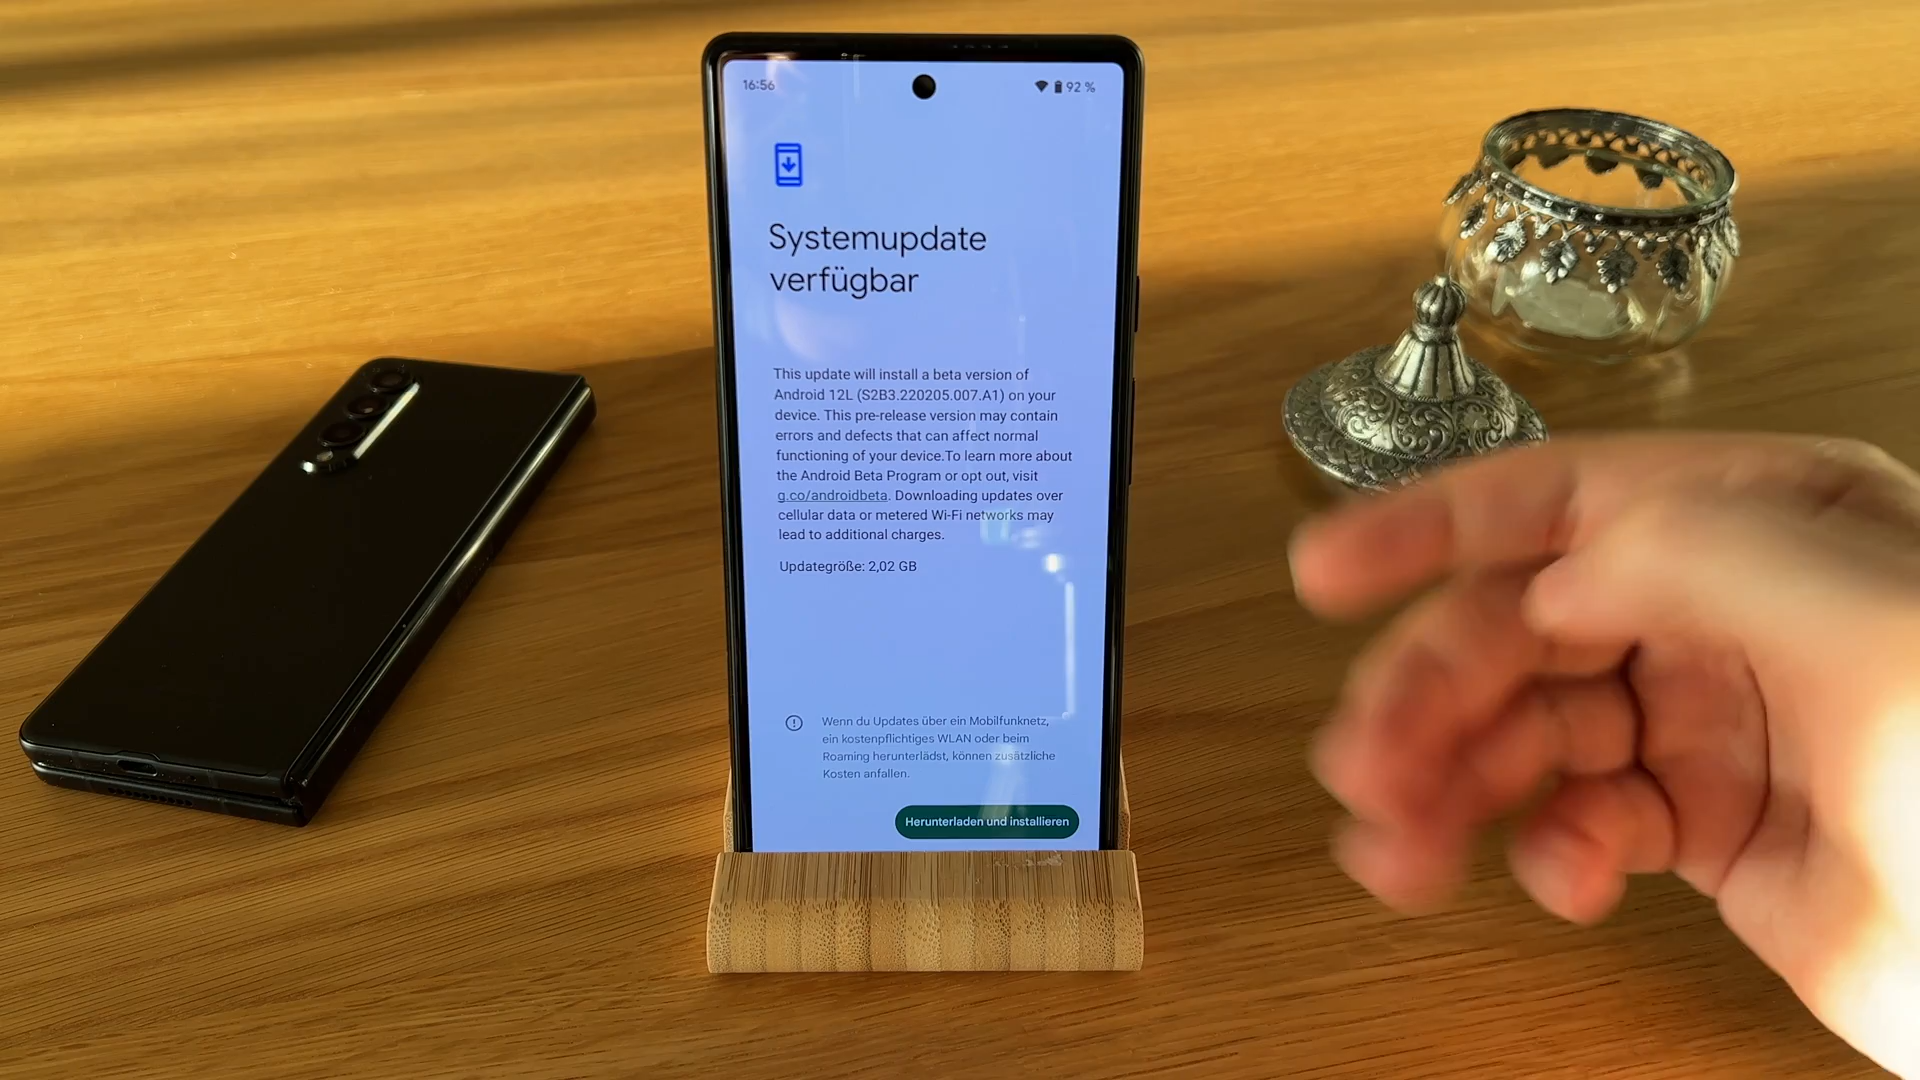 16:56
92 %
Systemupdate
verfügbar
This update will install a beta version of
Android 12L (S2B3.220205.007.A1) on your
device. This pre-release version may contain
errors and defects that can affect normal
functioning of your device.To learn more about
the Android Beta Program or opt out, visit
g.co/androidbeta. Downloading updates over
cellular data or metered Wi-Fi networks may
lead to additional charges.
Updategröße: 2,02 GB
Wenn du Updates über ein Mobilfunknetz,
ein kostenpflichtiges WLAN oder beim
Roaming herunterlädst, können zusätzliche
Kosten anfallen.
Herunterladen und installieren